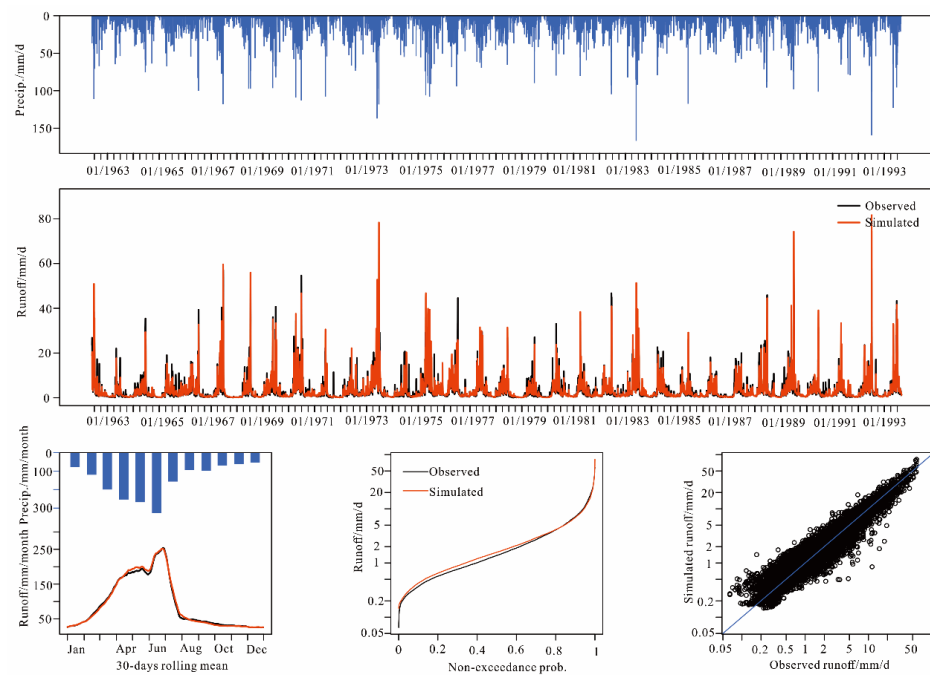 0
50
100
150
Precip./mm/d
01/1963 01/1965 01/1967 01/1969 01/1971 01/1973 01/1975 01/1977 01/1979 01/1981 01/1983 01/1985 01/1987 01/1989 01/1991 01/1993
Observed
Simulated
80
60
40
20
0
Runoff/mm/d
01/1963 01/1965 01/1967 01/1969 01/1971 01/1973 01/1975 01/1977 01/1979 01/1981 01/1983 01/1985 01/1987 01/1989 01/1991 01/1993
0
100
300
250
150
50
Runoff/mm/month Precip./mm/month
Jan Apr Jun Aug Oct Dec
30-days rolling mean
Observed
Simulated
50
20
5
2
1
0.2
0.05
Runoff/mm/d
0 0.2 0.4 0.6 0.8 1
Non-exceedance prob.
50
20
5
2
1
0.2
0.05
Simulated runoff/mm/d
0.05 0.2 0.5 1 2 5 10 20 50
Observed runoff/mm/d